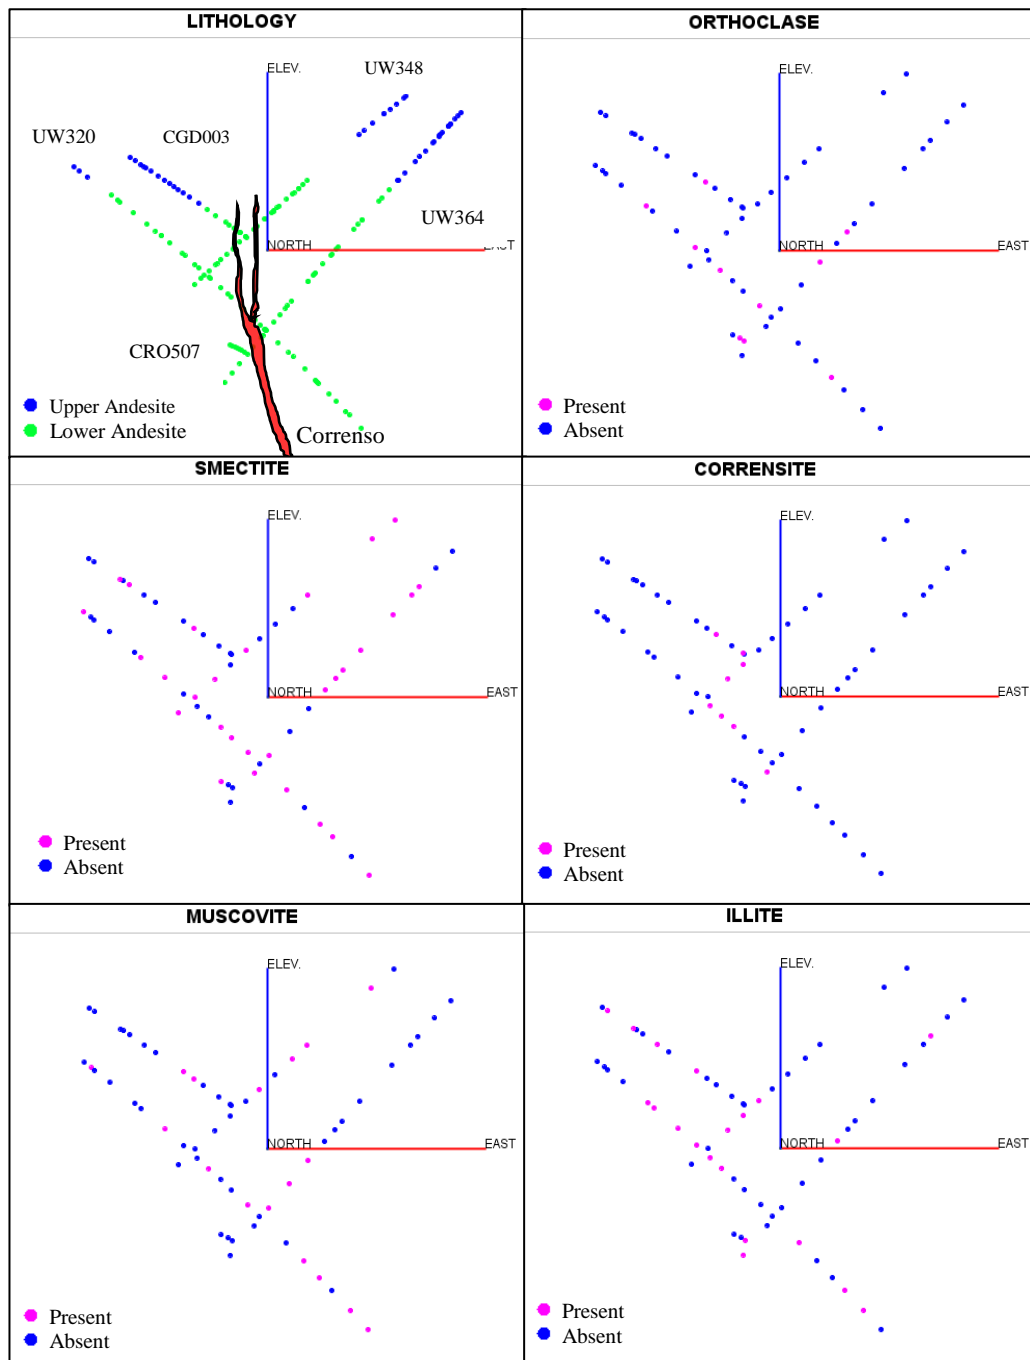 LITHOLOGY
ELEV.
UW348
UW320
CGD003
UW364
NORTH
EAST
CRO507
Upper Andesite
Lower Andesite
Correnso
ORTHOCLASE
ELEV.
NORTH
EAST
Present
Absent
SMECTITE
ELEV.
NORTH
EAST
Present
Absent
CORRENSITE
ELEV.
NORTH
EAST
Present
Absent
MUSCOVITE
ELEV.
NORTH
EAST
Present
Absent
ILLITE
ELEV.
NORTH
EAST
Present
Absent